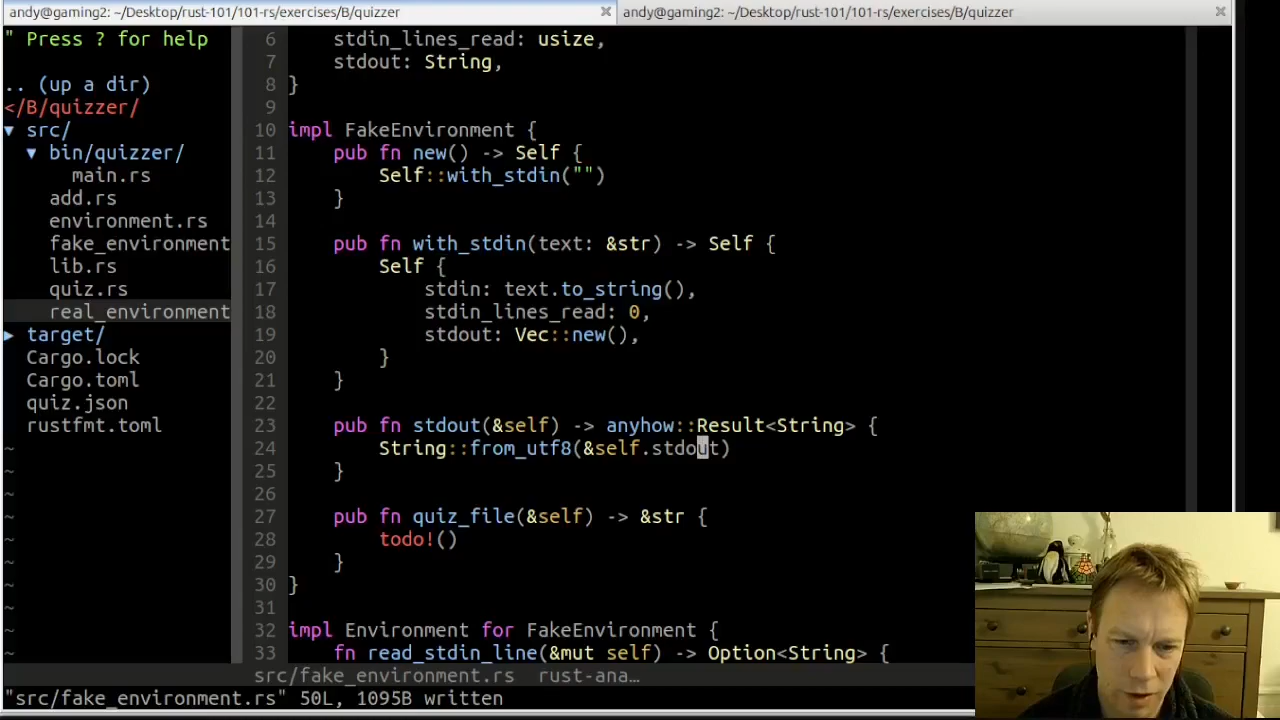 andy@gaming2: ~/Desktop/rust-101/101-rs/exercises/B/quizzer
andy@gaming2: ~/Desktop/rust-101/101-rs/exercises/B/quizzer
" Press ? for help
.. (up a dir)
</B/quizzer/
▼ src/
▼ bin/quizzer/
main.rs
add.rs
environment.rs
fake_environment
lib.rs
quiz.rs
real_environment
▶ target/
Cargo.lock
Cargo.toml
quiz.json
rustfmt.toml
~
~
~
~
~
~
~
~
~
~
6 stdin_lines_read: usize,
7 stdout: String,
8 }
9
10 impl FakeEnvironment {
11 pub fn new() -> Self {
12 Self::with_stdin("")
13 }
14
15 pub fn with_stdin(text: &str) -> Self {
16 Self {
17 stdin: text.to_string(),
18 stdin_lines_read: 0,
19 stdout: Vec::new(),
20 }
21 }
22
23 pub fn stdout(&self) -> anyhow::Result<String> {
24 String::from_utf8(&self.stdout)
25 }
26
27 pub fn quiz_file(&self) -> &str {
28 todo!()
29 }
30 }
31
32 impl Environment for FakeEnvironment {
33 fn read_stdin_line(&mut self) -> Option<String> {
src/fake_environment.rs rust-ana…
"src/fake_environment.rs" 50L, 1095B written